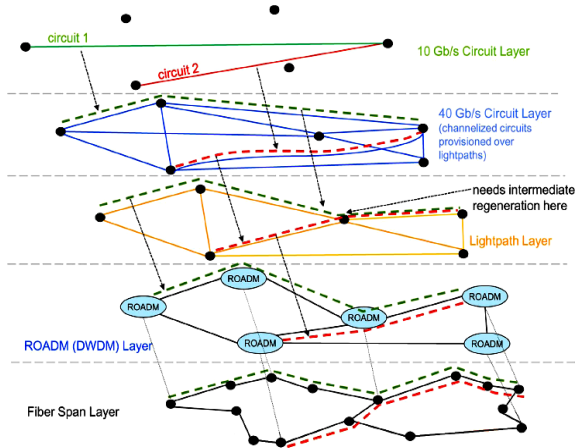 circuit 1
circuit 2
10 Gb/s Circuit Layer
40 Gb/s Circuit Layer
(channelized circuits
provisioned over
lightpaths)
needs intermediate
regeneration here
Lightpath Layer
ROADM
ROADM
ROADM
ROADM
ROADM
ROADM
ROADM (DWDM) Layer
Fiber Span Layer